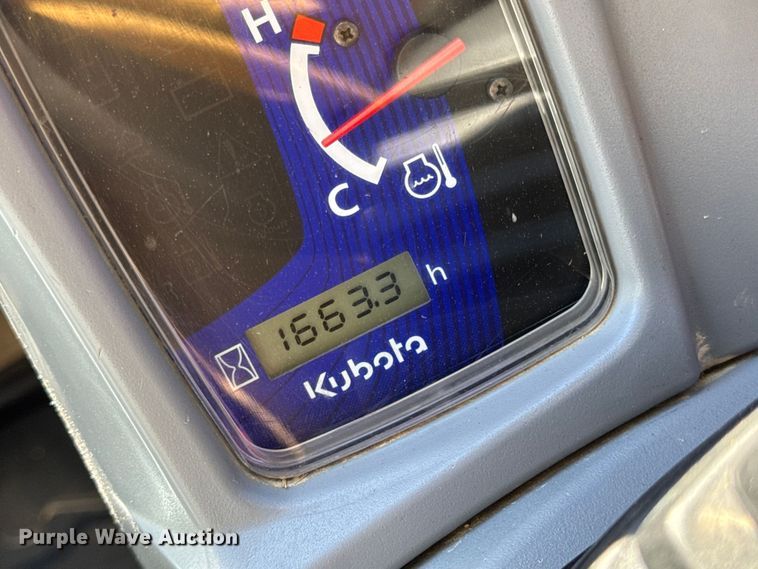 H
C
1663.3 h
Kubota
Purple Wave Auction